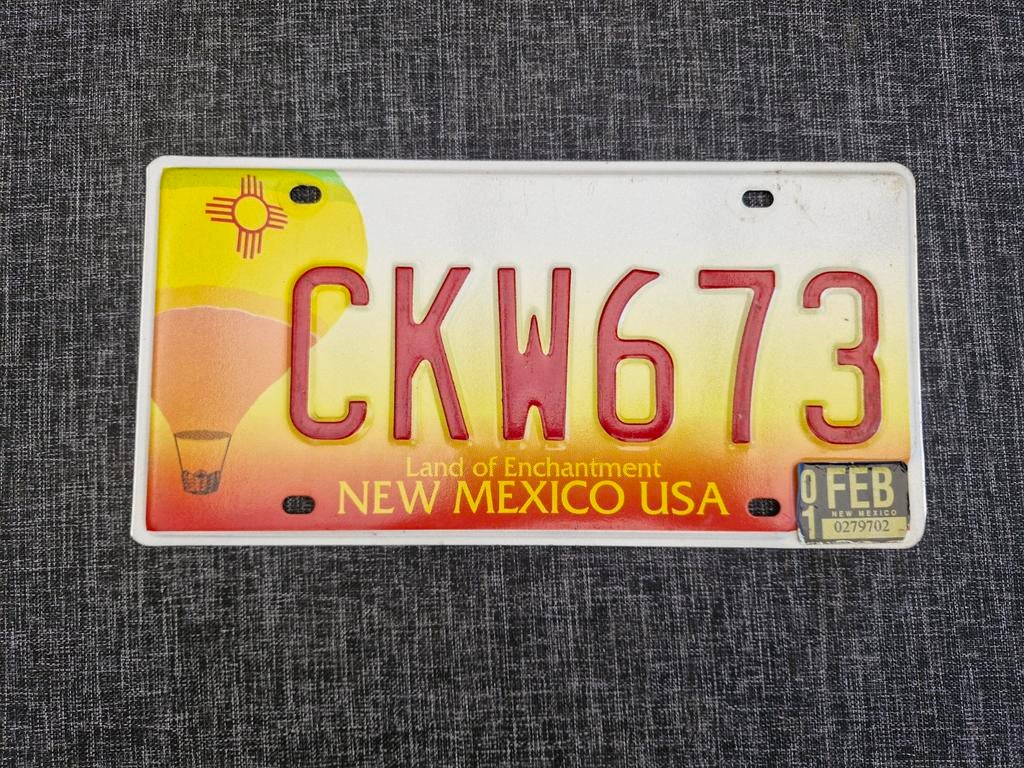 CKW673
Land of Enchantment
NEW MEXICO USA
01 FEB
NEW MEXICO
0279702